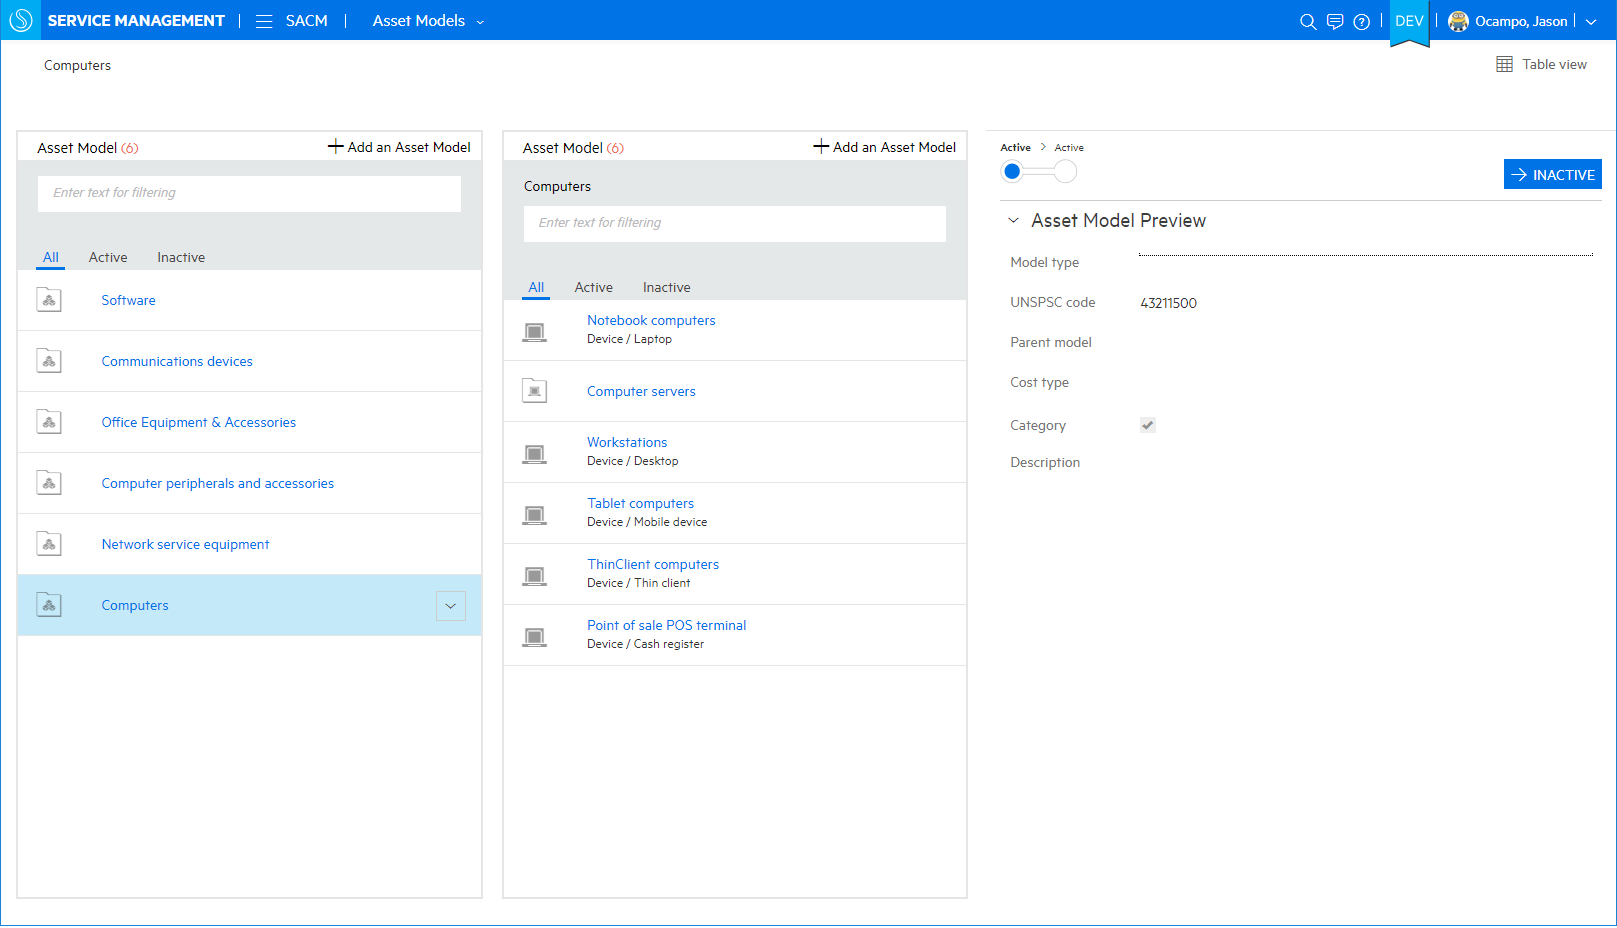 SERVICE MANAGEMENT | SACM | Asset Models
DEV | Ocampo, Jason |
Computers
Table view
Asset Model (6)
Add an Asset Model
Enter text for filtering
All Active Inactive
Software
Communications devices
Office Equipment & Accessories
Computer peripherals and accessories
Network service equipment
Computers
Asset Model (6)
Add an Asset Model
Computers
Enter text for filtering
All Active Inactive
Notebook computers
Device / Laptop
Computer servers
Workstations
Device / Desktop
Tablet computers
Device / Mobile device
ThinClient computers
Device / Thin client
Point of sale POS terminal
Device / Cash register
Active > Active
INACTIVE
Asset Model Preview
Model type
UNSPSC code 43211500
Parent model
Cost type
Category
Description